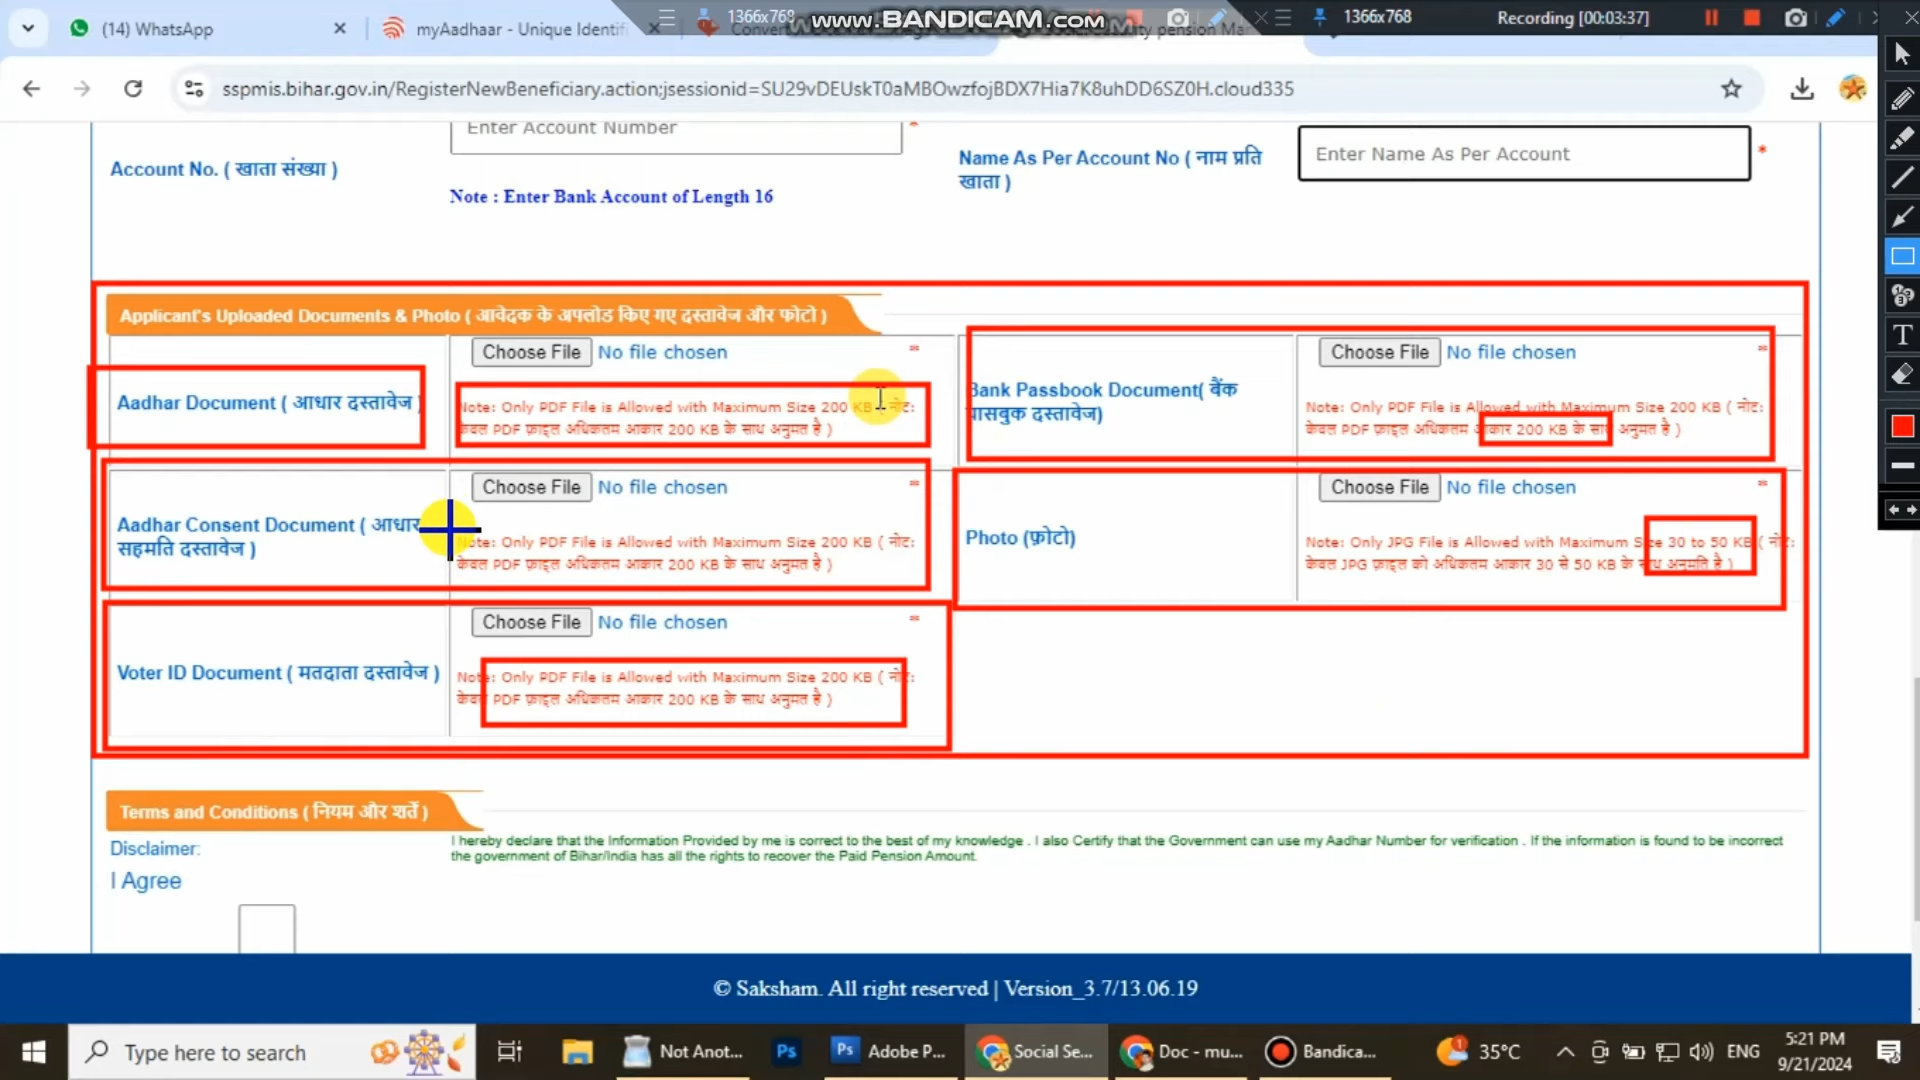 (14) WhatsApp
myAadhaar - Unique Identifi
1366x768
www.BANDICAM.com
1366x768
Recording [00:03:37]
sspmis.bihar.gov.in/RegisterNewBeneficiary.action;jsessionid=SU29vDEUskT0aMBOwzfojBDX7Hia7K8uhDD6SZ0H.cloud335
Enter Account Number
*
Account No. ( खाता संख्या )
Note : Enter Bank Account of Length 16
Name As Per Account No ( नाम प्रति
खाता )
Enter Name As Per Account
*
Applicant's Uploaded Documents & Photo ( आवेदक के अपलोड किए गए दस्तावेज और फोटो )
Aadhar Document ( आधार दस्तावेज )
Choose File No file chosen
*
Note: Only PDF File is Allowed with Maximum Size 200 KB ( नोट:
केवल PDF फ़ाइल अधिकतम आकार 200 KB के साथ अनुमत है )
Bank Passbook Document( बैंक
पासबुक दस्तावेज)
Choose File No file chosen
*
Note: Only PDF File is Allowed with Maximum Size 200 KB ( नोट:
केवल PDF फ़ाइल अधिकतम आकार 200 KB के साथ अनुमत है )
Aadhar Consent Document ( आधार
सहमति दस्तावेज )
Choose File No file chosen
*
Note: Only PDF File is Allowed with Maximum Size 200 KB ( नोट:
केवल PDF फ़ाइल अधिकतम आकार 200 KB के साथ अनुमत है )
Photo (फ़ोटो)
Choose File No file chosen
*
Note: Only JPG File is Allowed with Maximum Size 30 to 50 KB ( नोट:
केवल JPG फ़ाइल को अधिकतम आकार 30 से 50 KB के साथ अनुमति है )
Voter ID Document ( मतदाता दस्तावेज )
Choose File No file chosen
*
Note: Only PDF File is Allowed with Maximum Size 200 KB ( नोट:
केवल PDF फ़ाइल अधिकतम आकार 200 KB के साथ अनुमत है )
Terms and Conditions ( नियम और शर्तें )
Disclaimer:
I hereby declare that the Information Provided by me is correct to the best of my knowledge . I also Certify that the Government can use my Aadhar Number for verification . If the information is found to be incorrect
the government of Bihar/India has all the rights to recover the Paid Pension Amount.
I Agree
© Saksham. All right reserved | Version_3.7/13.06.19
Type here to search
Not Anot...
Ps
Ps
Adobe P...
Social Se...
Doc - mu...
Bandica...
35°C
ENG
5:21 PM
9/21/2024